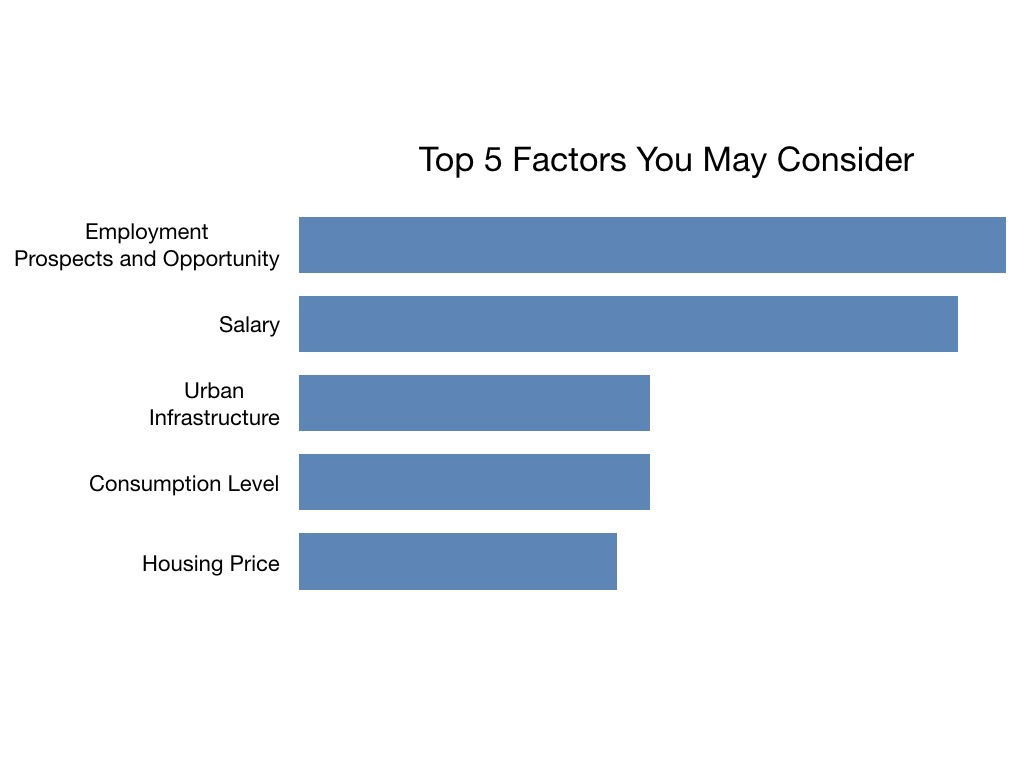 Top 5 Factors You May Consider
Employment
Prospects and Opportunity
Salary
Urban
Infrastructure
Consumption Level
Housing Price